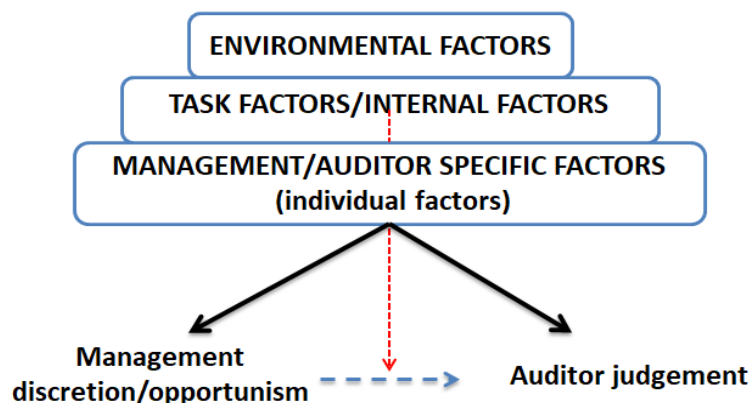 ENVIRONMENTAL FACTORS
TASK FACTORS/INTERNAL FACTORS
MANAGEMENT/AUDITOR SPECIFIC FACTORS
(individual factors)
Management
discretion/opportunism
Auditor judgement